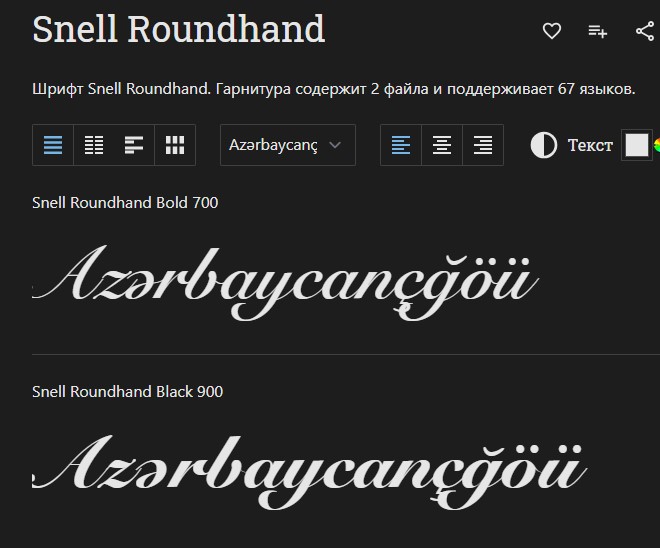 Snell Roundhand
Шрифт Snell Roundhand. Гарнитура содержит 2 файла и поддерживает 67 языков.
Azərbaycanç
Текст
Snell Roundhand Bold 700
Azərbaycançğöü
Snell Roundhand Black 900
Azərbaycançğöü